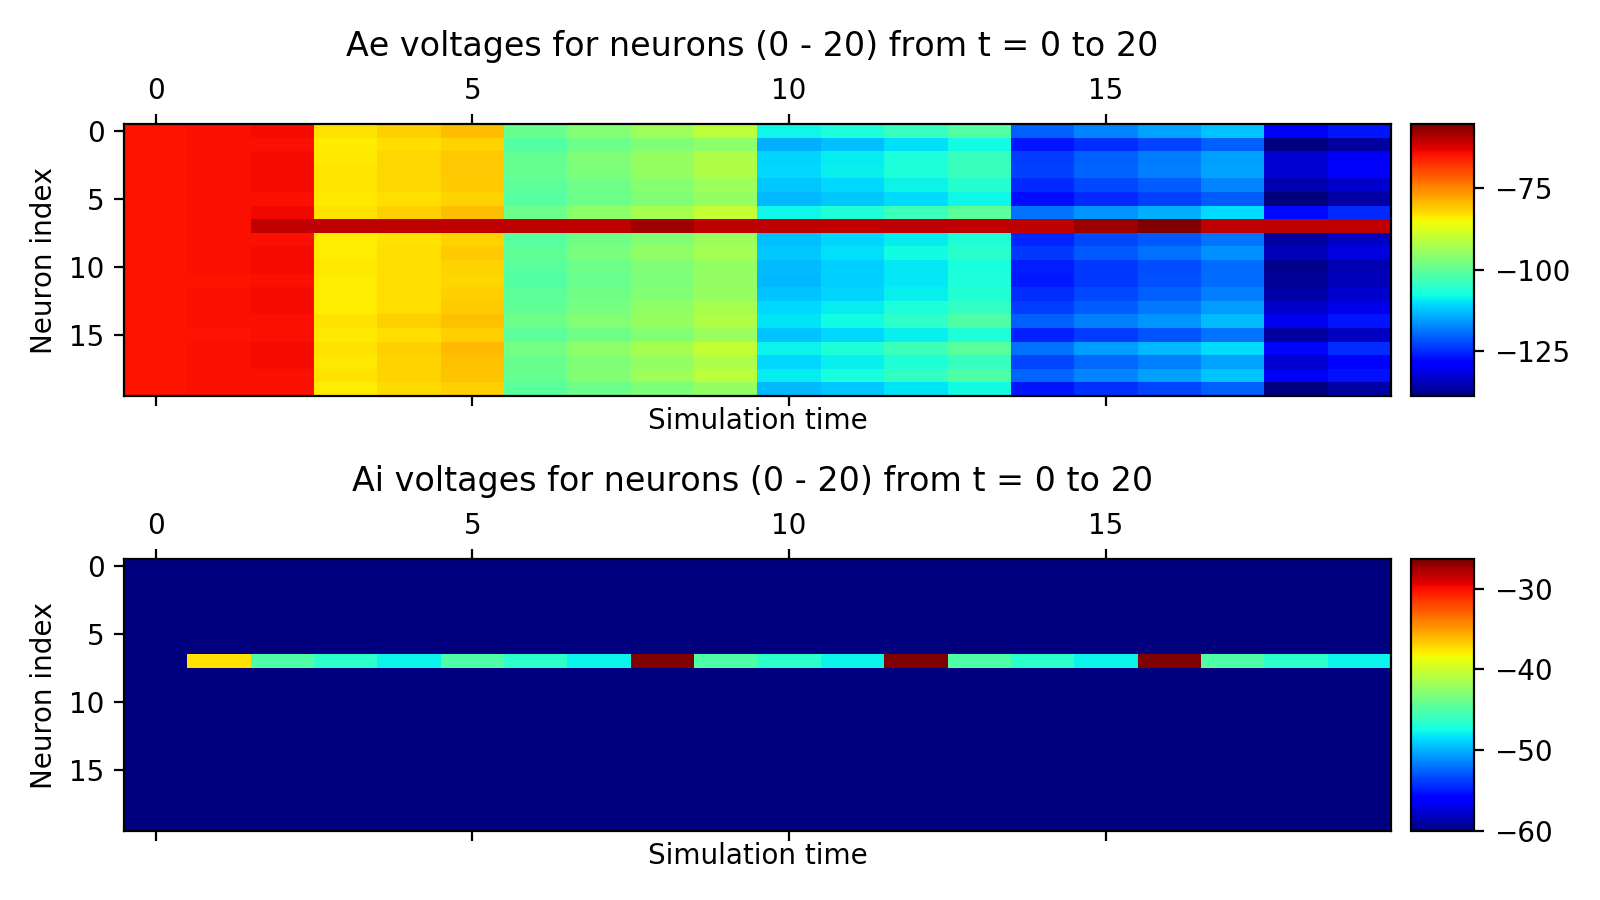 Ae voltages for neurons (0 - 20) from t = 0 to 20
0 5 10 15
Neuron index
0
5
10
15
Simulation time
−75
−100
−125
Ai voltages for neurons (0 - 20) from t = 0 to 20
0 5 10 15
Neuron index
0
5
10
15
Simulation time
−30
−40
−50
−60